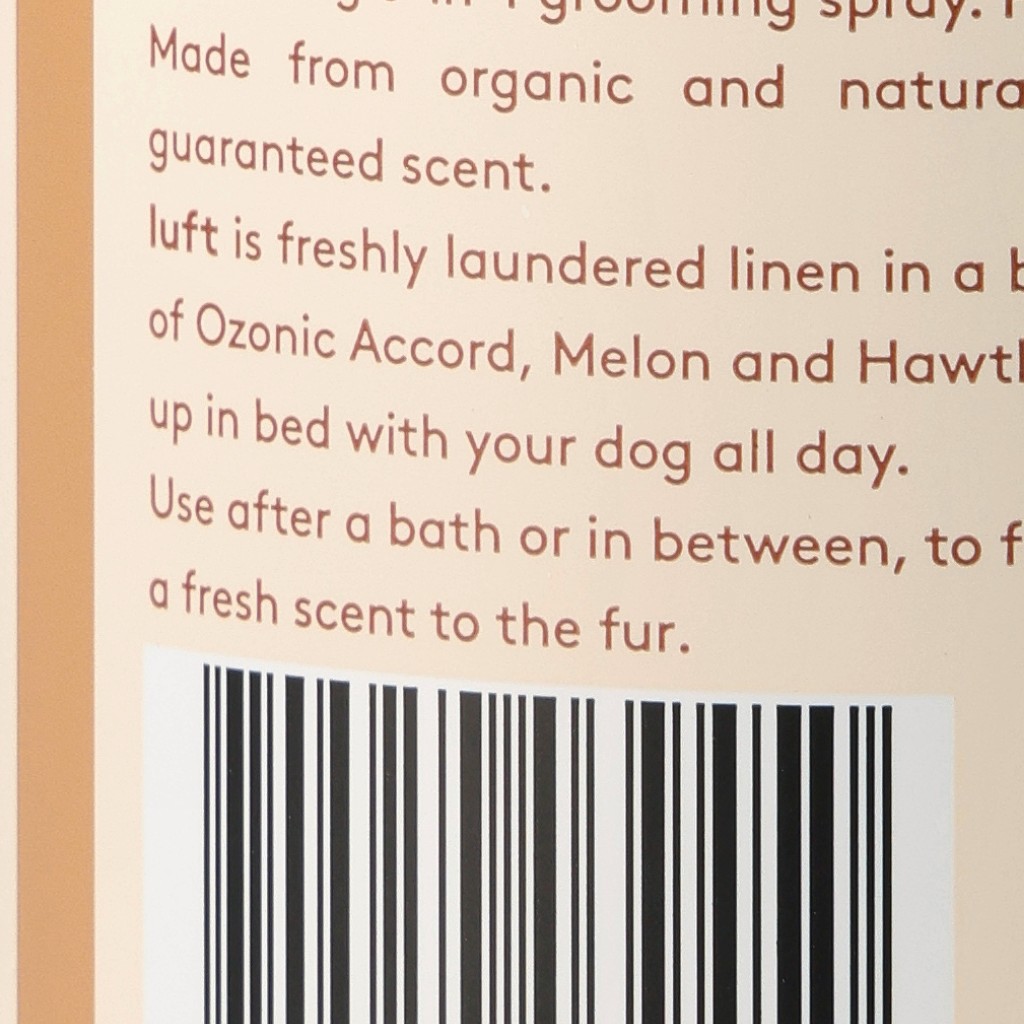 grooming spray.
Made from organic and natura
guaranteed scent.
luft is freshly laundered linen in a b
of Ozonic Accord, Melon and Hawt
up in bed with your dog all day.
Use after a bath or in between, to f
a fresh scent to the fur.